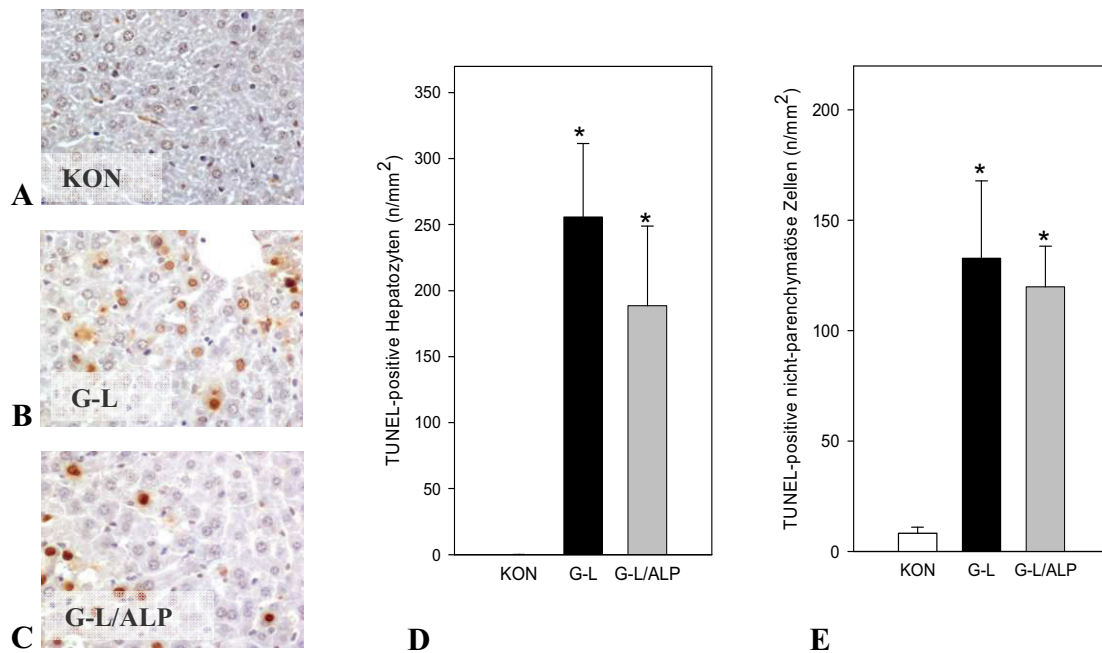 KON
A
G-L
B
G-L/ALP
C
TUNEL-positive Hepatozyten (n/mm²)
350
300
250
200
150
100
50
0
*
*
KON
G-L
G-L/ALP
D
TUNEL-positive nicht-parenchymatöse Zellen (n/mm²)
200
150
100
50
0
*
*
KON
G-L
G-L/ALP
E